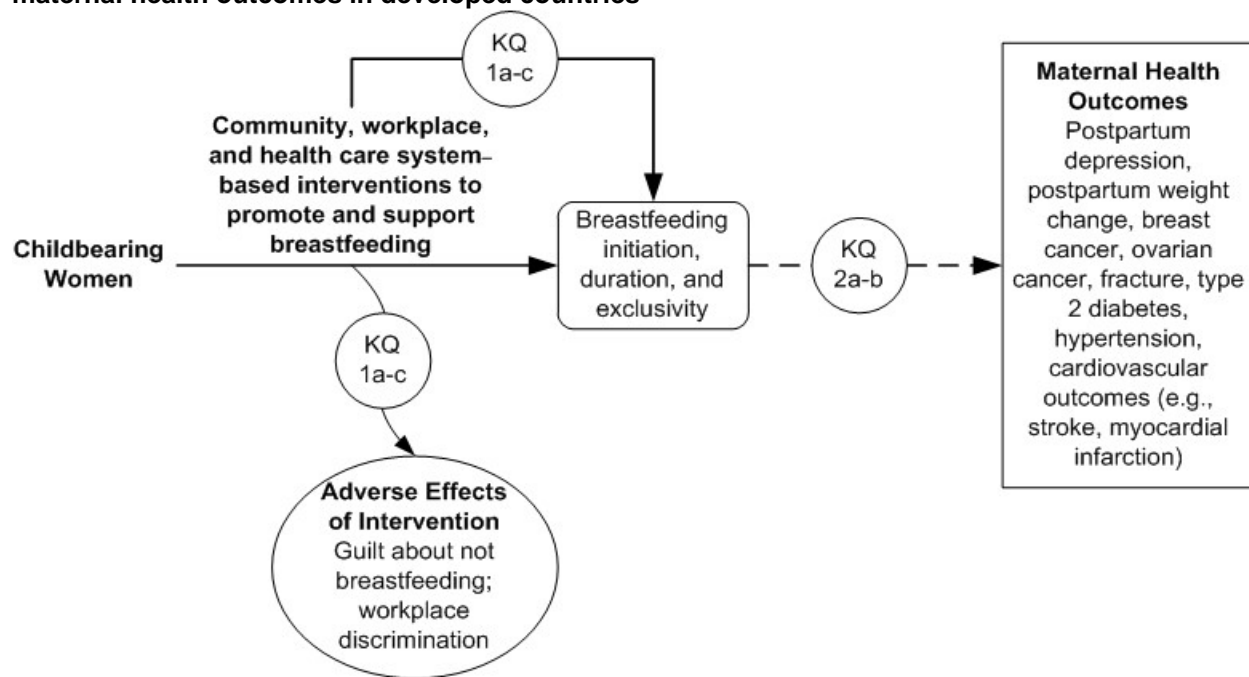 maternal health outcomes in developed countries
KQ
1a-c
Community, workplace,
and health care system–
based interventions to
promote and support
breastfeeding
Childbearing
Women
Breastfeeding
initiation,
duration, and
exclusivity
KQ
2a-b
Maternal Health
Outcomes
Postpartum
depression,
postpartum weight
change, breast
cancer, ovarian
cancer, fracture, type
2 diabetes,
hypertension,
cardiovascular
outcomes (e.g.,
stroke, myocardial
infarction)
KQ
1a-c
Adverse Effects
of Intervention
Guilt about not
breastfeeding;
workplace
discrimination